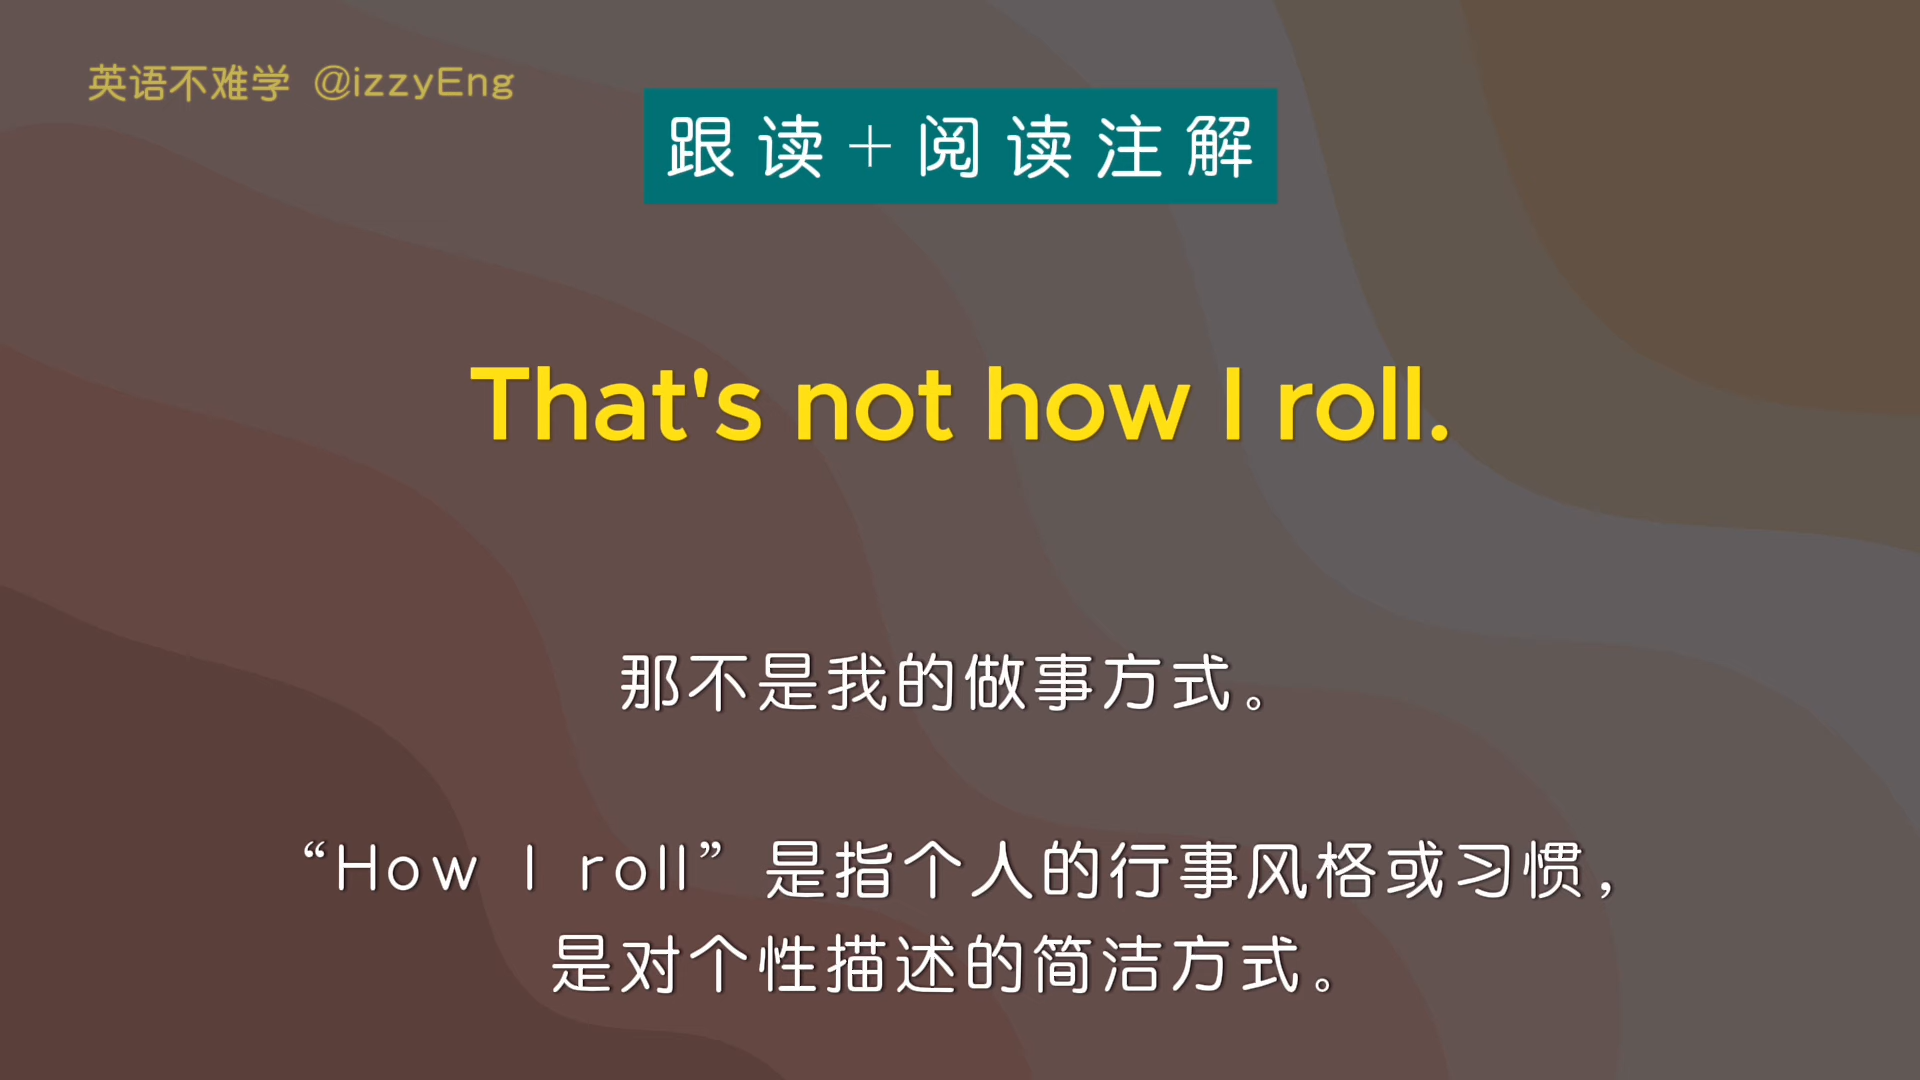 英语不难学 @izzyEng
跟读+阅读注解
That's not how I roll.
那不是我的做事方式。
“How I roll”是指个人的行事风格或习惯，
是对个性描述的简洁方式。